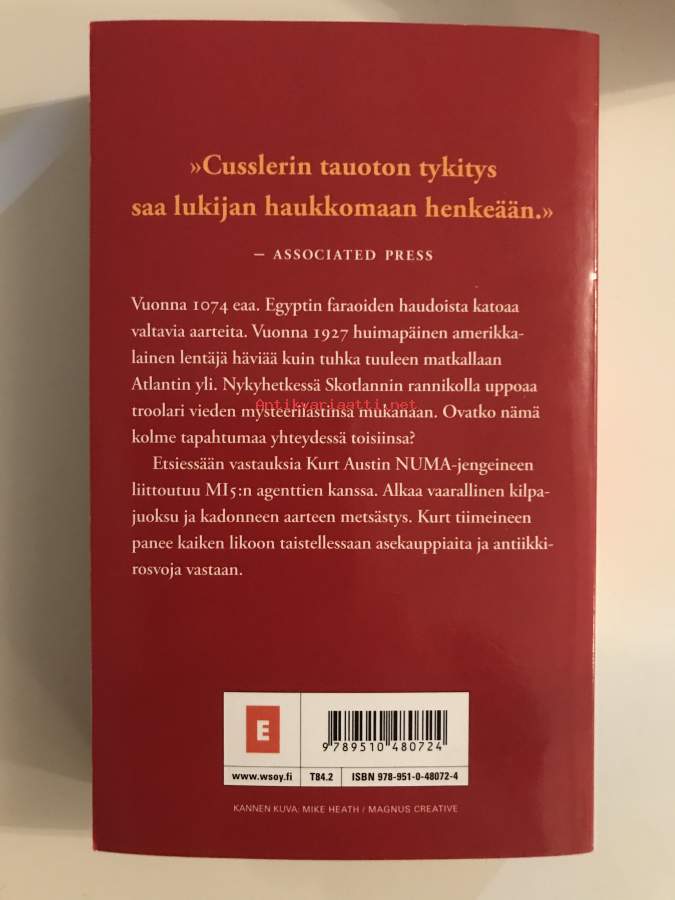 »Cusslerin tauoton tykitys
saa lukijan haukkomaan henkeään.»
– ASSOCIATED PRESS
Vuonna 1074 eaa. Egyptin faraoiden haudoista katoaa
valtavia aarteita. Vuonna 1927 huimapäinen amerikka-
lainen lentäjä häviää kuin tuhka tuuleen matkallaan
Atlantin yli. Nykyhetkessä Skotlannin rannikolla uppoaa
Antikvariaatti.net
troolari vieden mysteerilastinsa mukanaan. Ovatko nämä
kolme tapahtumaa yhteydessä toisiinsa?
Etsiessään vastauksia Kurt Austin NUMA-jengeineen
liittoutuu MI5:n agenttien kanssa. Alkaa vaarallinen kilpa-
juoksu ja kadonneen aarteen metsästys. Kurt tiimeineen
panee kaiken likoon taistellessaan asekauppiaita ja antiikki-
rosvoja vastaan.
E
9 789510 480724
www.wsoy.fi T84.2 ISBN 978-951-0-48072-4
KANNEN KUVA: MIKE HEATH / MAGNUS CREATIVE